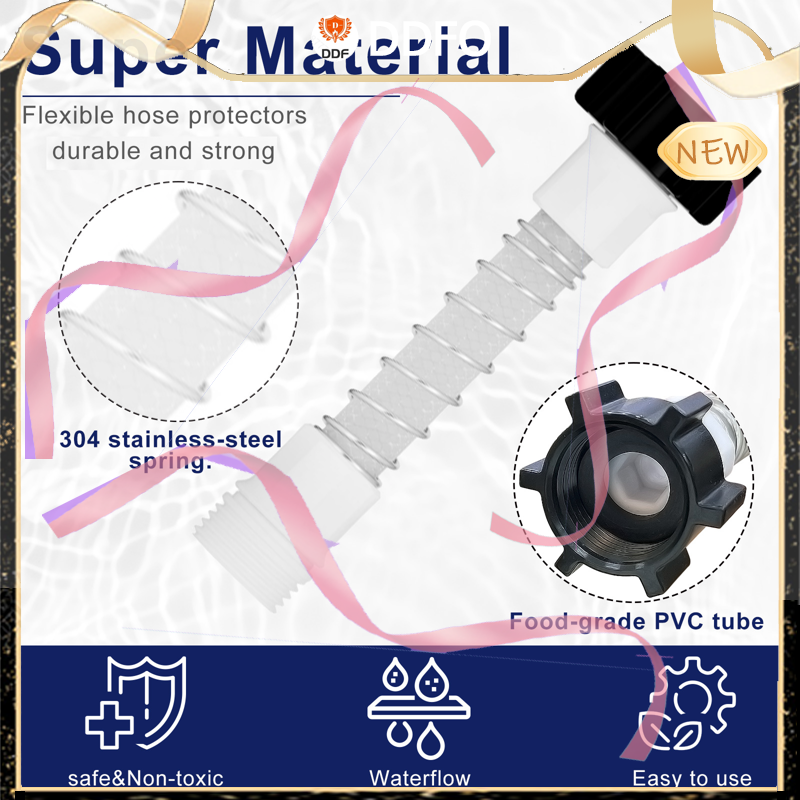 Super Material
DDF
DDFO
Flexible hose protectors
durable and strong
NEW
304 stainless-steel
spring.
Food-grade PVC tube
safe&Non-toxic
Waterflow
Easy to use